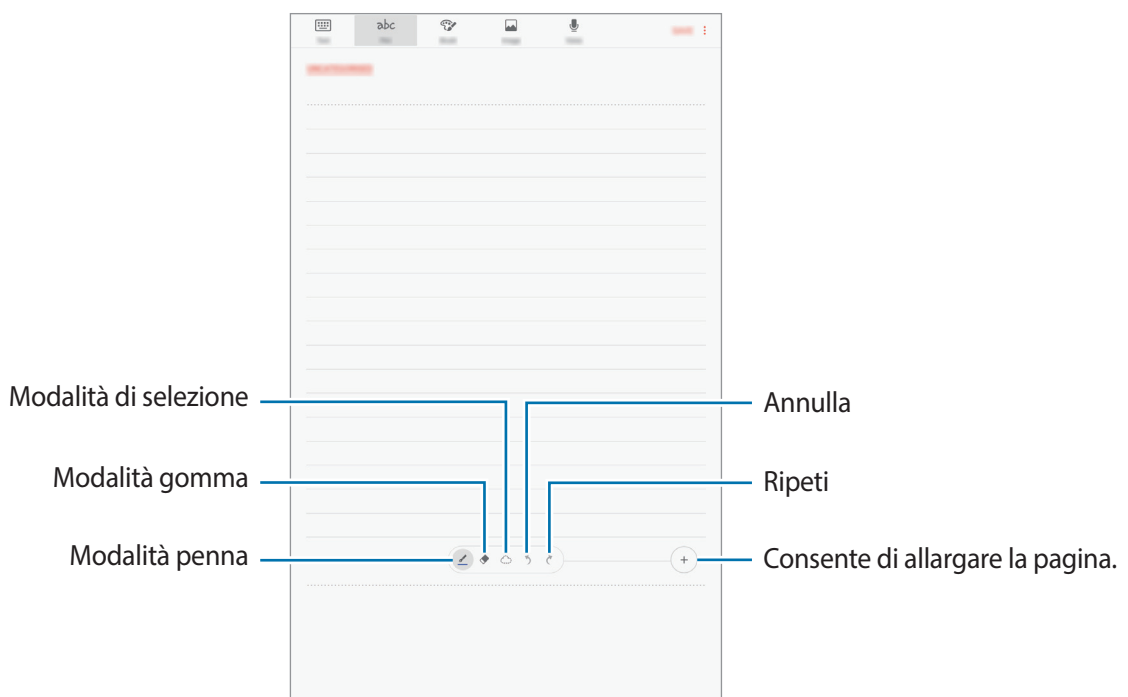 abc
Modalità di selezione
Annulla
Modalità gomma
Ripeti
Modalità penna
Consente di allargare la pagina.